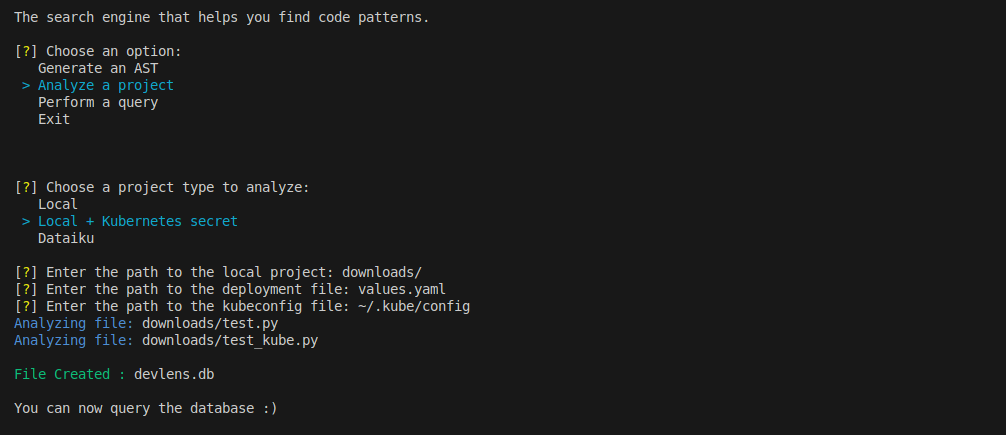 The search engine that helps you find code patterns.
[?] Choose an option:
Generate an AST
> Analyze a project
Perform a query
Exit
[?] Choose a project type to analyze:
Local
> Local + Kubernetes secret
Dataiku
[?] Enter the path to the local project: downloads/
[?] Enter the path to the deployment file: values.yaml
[?] Enter the path to the kubeconfig file: ~/.kube/config
Analyzing file: downloads/test.py
Analyzing file: downloads/test_kube.py
File Created : devlens.db
You can now query the database :)